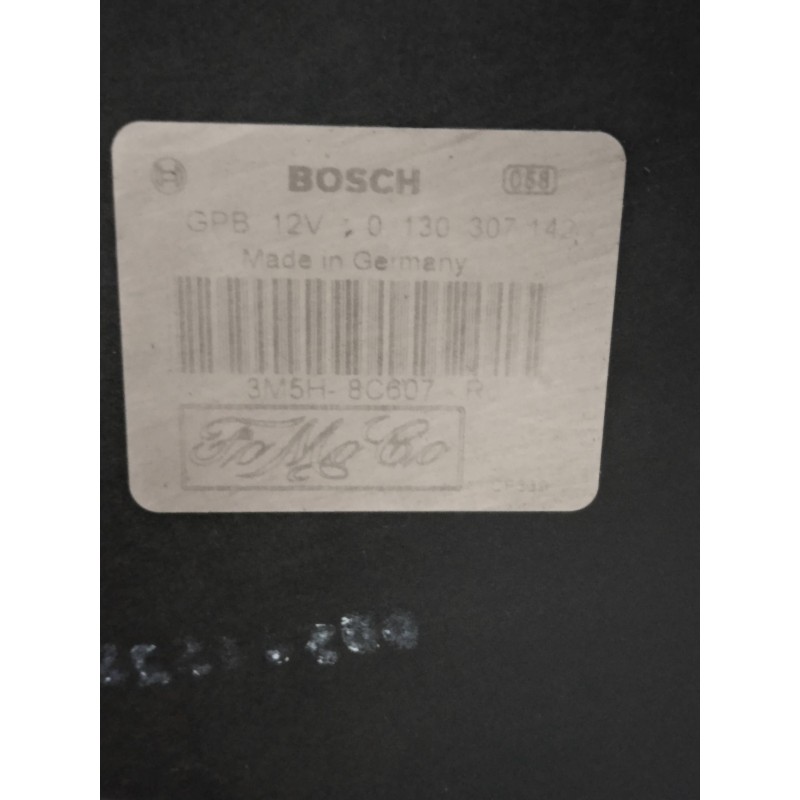 BOSCH 058
GPB 12V ; 0 130 307 142
Made in Germany
3M5H- 8C607 - R
FoMoCo